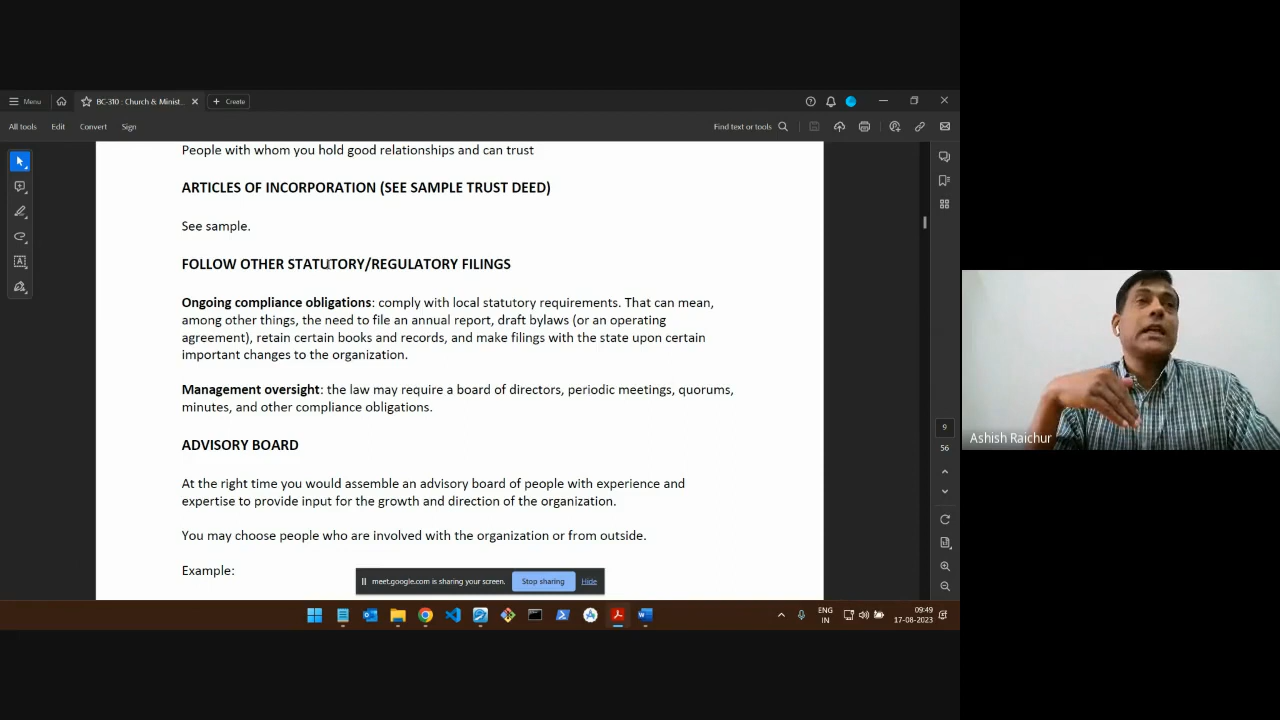 Menu
BC-310 : Church & Minist...
Create
All tools
Edit
Convert
Sign
Find text or tools
People with whom you hold good relationships and can trust
ARTICLES OF INCORPORATION (SEE SAMPLE TRUST DEED)
See sample.
FOLLOW OTHER STATUTORY/REGULATORY FILINGS
Ongoing compliance obligations: comply with local statutory requirements. That can mean,
among other things, the need to file an annual report, draft bylaws (or an operating
agreement), retain certain books and records, and make filings with the state upon certain
important changes to the organization.
Management oversight: the law may require a board of directors, periodic meetings, quorums,
minutes, and other compliance obligations.
ADVISORY BOARD
At the right time you would assemble an advisory board of people with experience and
expertise to provide input for the growth and direction of the organization.
You may choose people who are involved with the organization or from outside.
Example:
9
56
meet.google.com is sharing your screen.
Stop sharing
Hide
ENG
IN
09:49
17-08-2023
Ashish Raichur